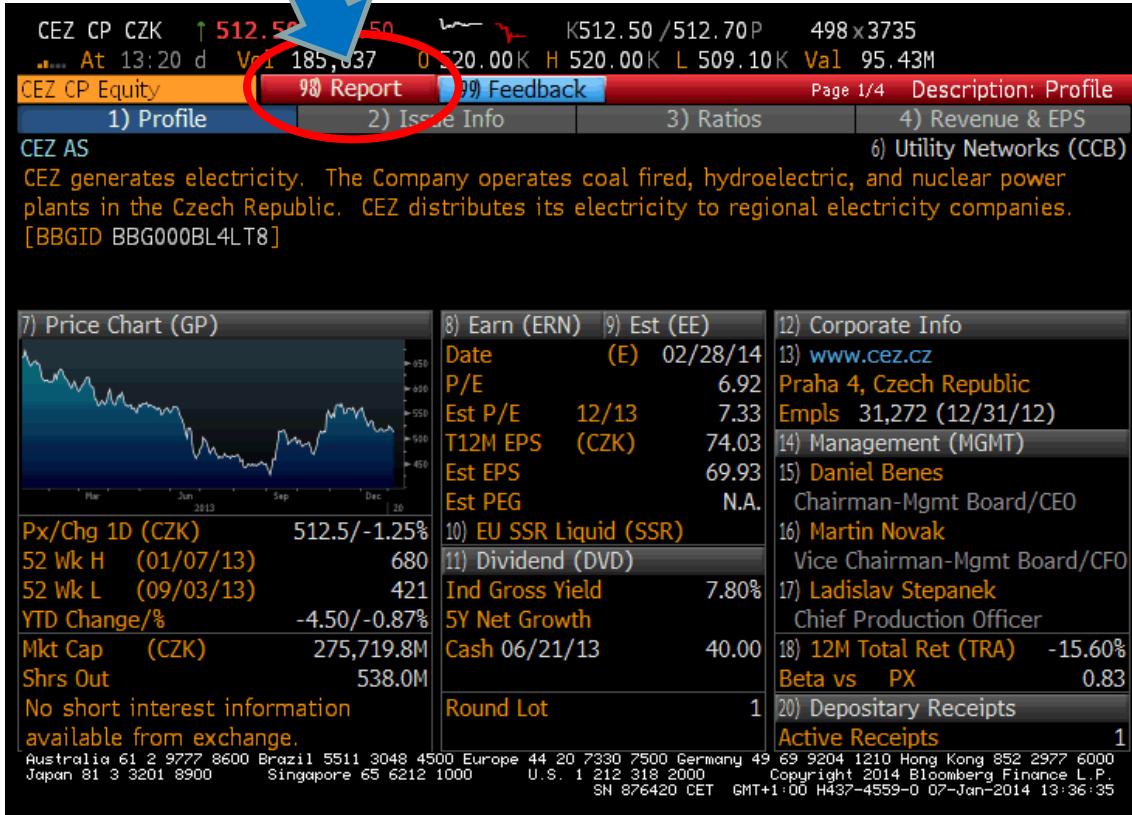 CEZ CP CZK ↑ 512.50 50 K512.50/512.70P 498x3735
At 13:20 d Vol 185,637 O 520.00K H 520.00K L 509.10K Val 95.43M
CEZ CP Equity 98) Report 99) Feedback Page 1/4 Description: Profile
1) Profile 2) Issue Info 3) Ratios 4) Revenue & EPS
CEZ AS 6) Utility Networks (CCB)
CEZ generates electricity. The Company operates coal fired, hydroelectric, and nuclear power
plants in the Czech Republic. CEZ distributes its electricity to regional electricity companies.
[BBGID BBG000BL4LT8]
7) Price Chart (GP)
650
600
550
500
450
Mar Jun Sep Dec
2013 20
Px/Chg 1D (CZK) 512.5/-1.25%
52 Wk H (01/07/13) 680
52 Wk L (09/03/13) 421
YTD Change/% -4.50/-0.87%
Mkt Cap (CZK) 275,719.8M
Shrs Out 538.0M
No short interest information
available from exchange.
8) Earn (ERN) 9) Est (EE)
Date (E) 02/28/14
P/E 6.92
Est P/E 12/13 7.33
T12M EPS (CZK) 74.03
Est EPS 69.93
Est PEG N.A.
10) EU SSR Liquid (SSR)
11) Dividend (DVD)
Ind Gross Yield 7.80%
5Y Net Growth
Cash 06/21/13 40.00
Round Lot 1
12) Corporate Info
13) www.cez.cz
Praha 4, Czech Republic
Empls 31,272 (12/31/12)
14) Management (MGMT)
15) Daniel Benes
Chairman-Mgmt Board/CEO
16) Martin Novak
Vice Chairman-Mgmt Board/CFO
17) Ladislav Stepanek
Chief Production Officer
18) 12M Total Ret (TRA) -15.60%
Beta vs PX 0.83
20) Depositary Receipts
Active Receipts 1
Australia 61 2 9777 8600 Brazil 5511 3048 4500 Europe 44 20 7330 7500 Germany 49 69 9204 1210 Hong Kong 852 2977 6000
Japan 81 3 3201 8900 Singapore 65 6212 1000 U.S. 1 212 318 2000 Copyright 2014 Bloomberg Finance L.P.
SN 876420 CET GMT+1:00 H437-4559-0 07-Jan-2014 13:36:35